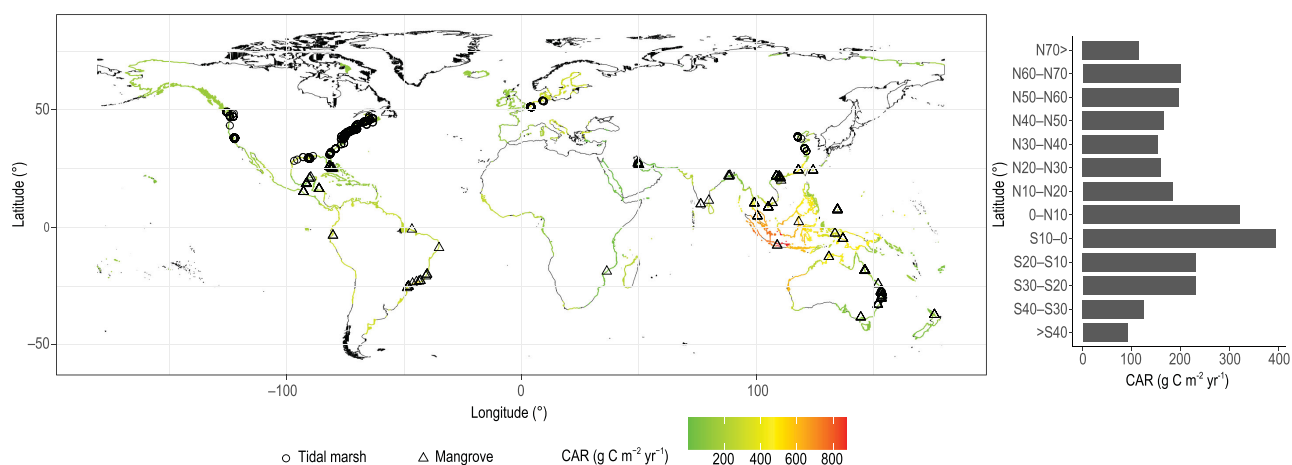 Latitude (°)
50
0
−50
−100
0
100
Longitude (°)
Tidal marsh
Mangrove
CAR (g C m⁻² yr⁻¹)
200
400
600
800
Latitude (°)
N70>
N60−N70
N50−N60
N40−N50
N30−N40
N20−N30
N10−N20
0−N10
S10−0
S20−S10
S30−S20
S40−S30
>S40
0
100
200
300
400
CAR (g C m⁻² yr⁻¹)